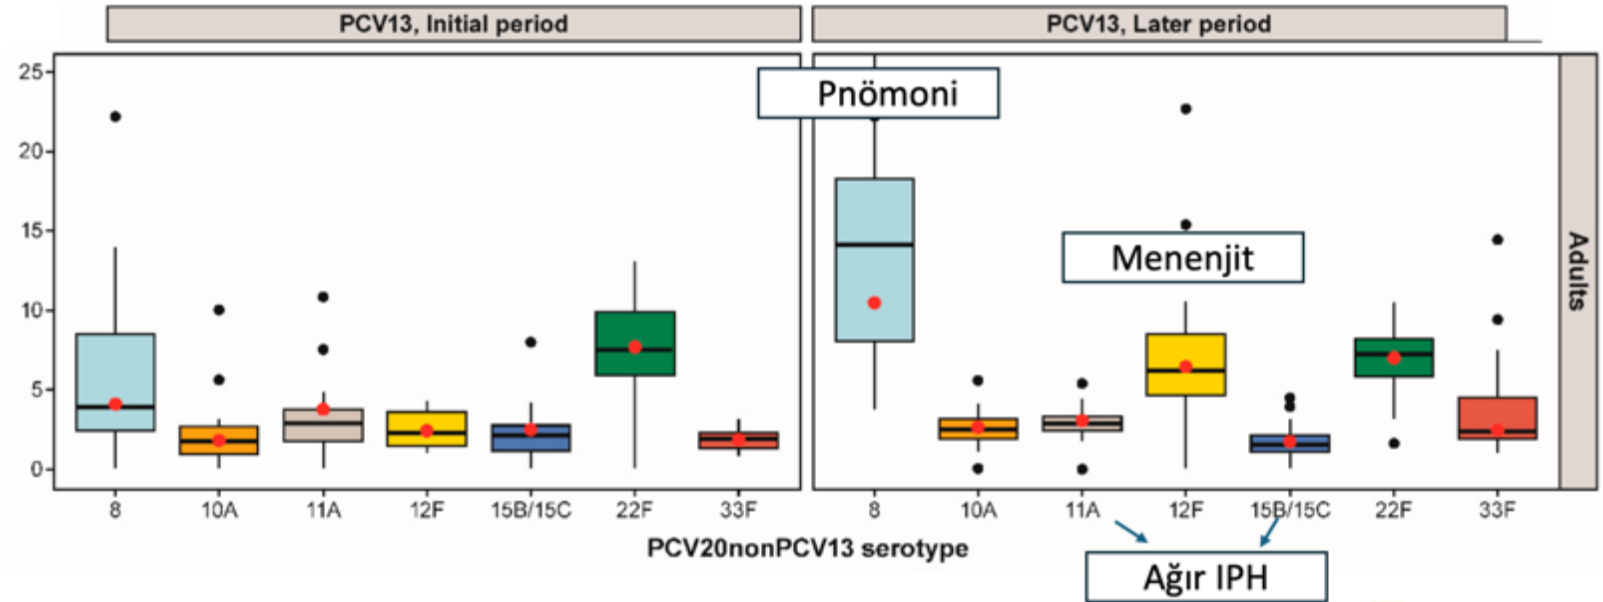 PCV13, Initial period
PCV13, Later period
25
20
15
10
5
0
Pnömoni
Menenjit
Adults
8 10A 11A 12F 15B/15C 22F 33F
8 10A 11A 12F 15B/15C 22F 33F
PCV20nonPCV13 serotype
Ağır IPH